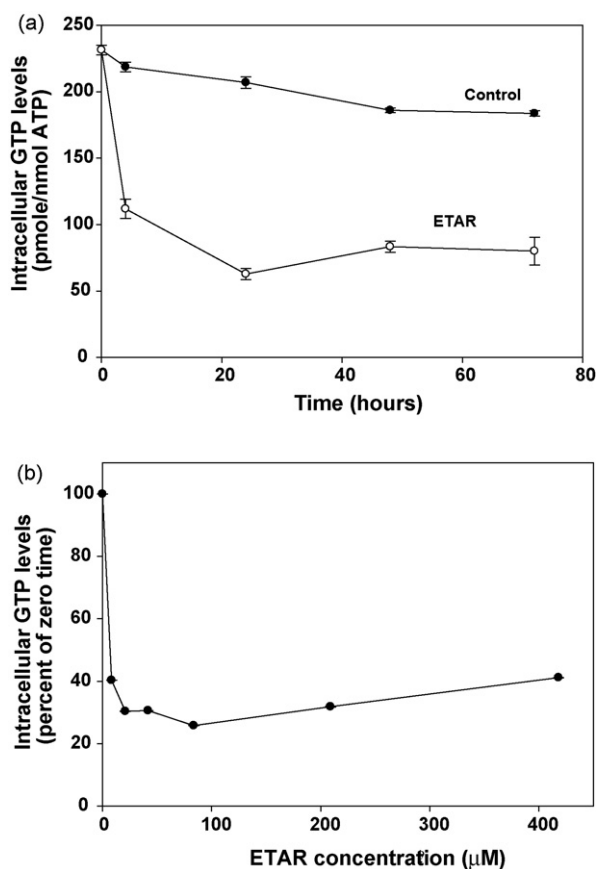 (a)
Intracellular GTP levels
(pmole/nmol ATP)
250
200
150
100
50
0
Control
ETAR
0 20 40 60 80
Time (hours)
(b)
Intracellular GTP levels
(percent of zero time)
100
80
60
40
20
0
0 100 200 300 400
ETAR concentration (μM)